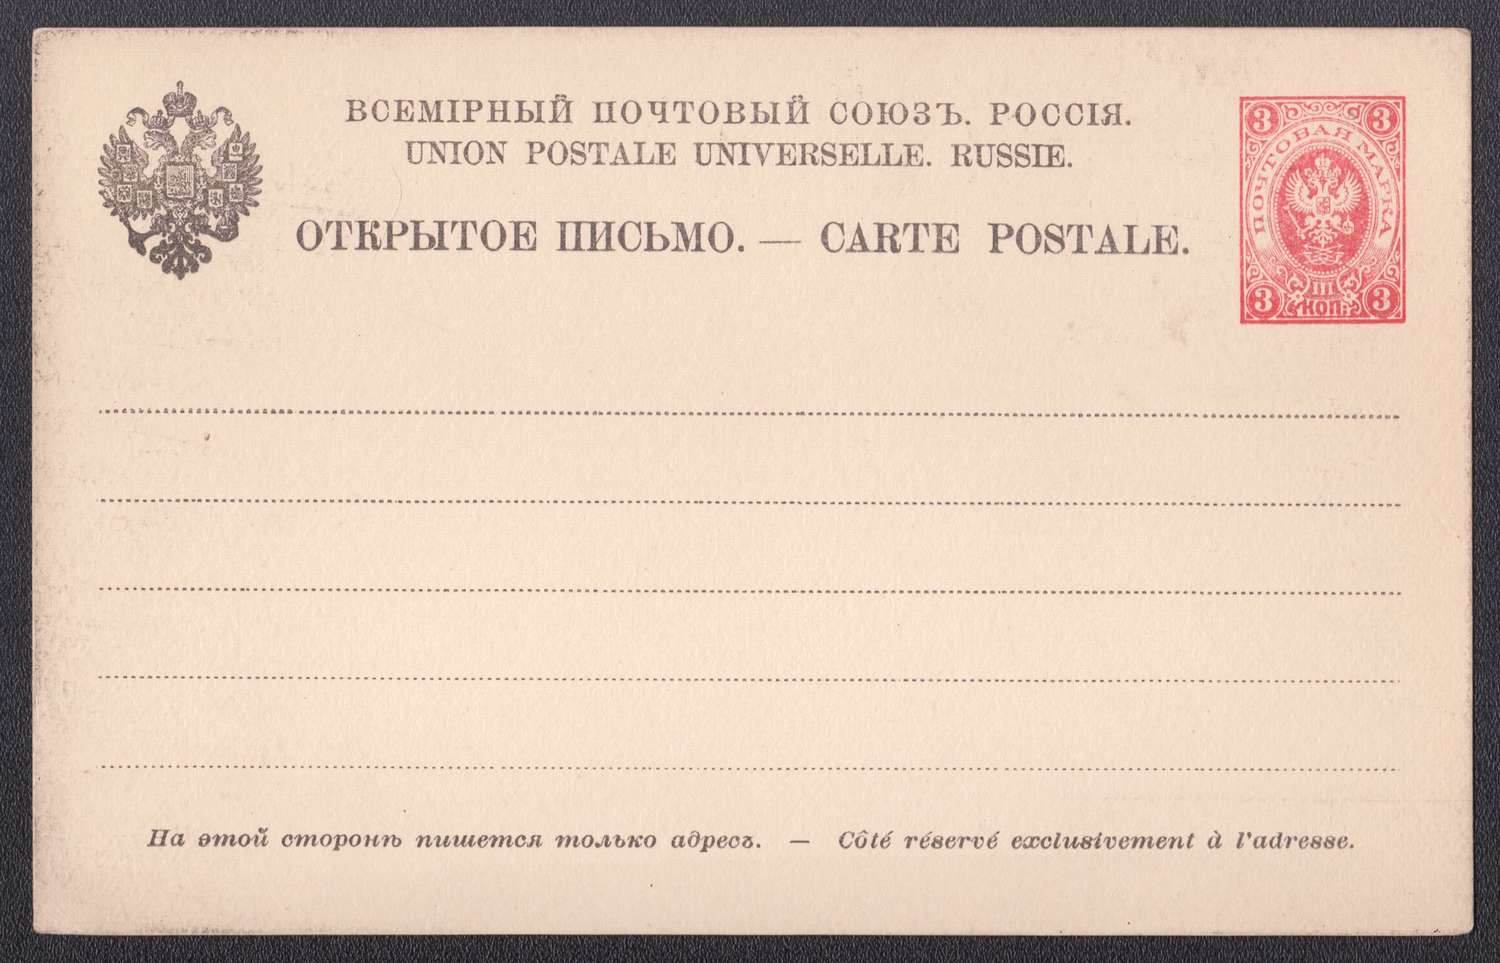 ВСЕМІРНЫЙ ПОЧТОВЫЙ СОЮЗЪ. РОССІЯ.
UNION POSTALE UNIVERSELLE. RUSSIE.
ОТКРЫТОЕ ПИСЬМО. — CARTE POSTALE.
3 3
ПОЧТОВАЯ МАРКА
III
3 КОП: 3
На этой сторонѣ пишется только адресъ. — Côté réservé exclusivement à l'adresse.